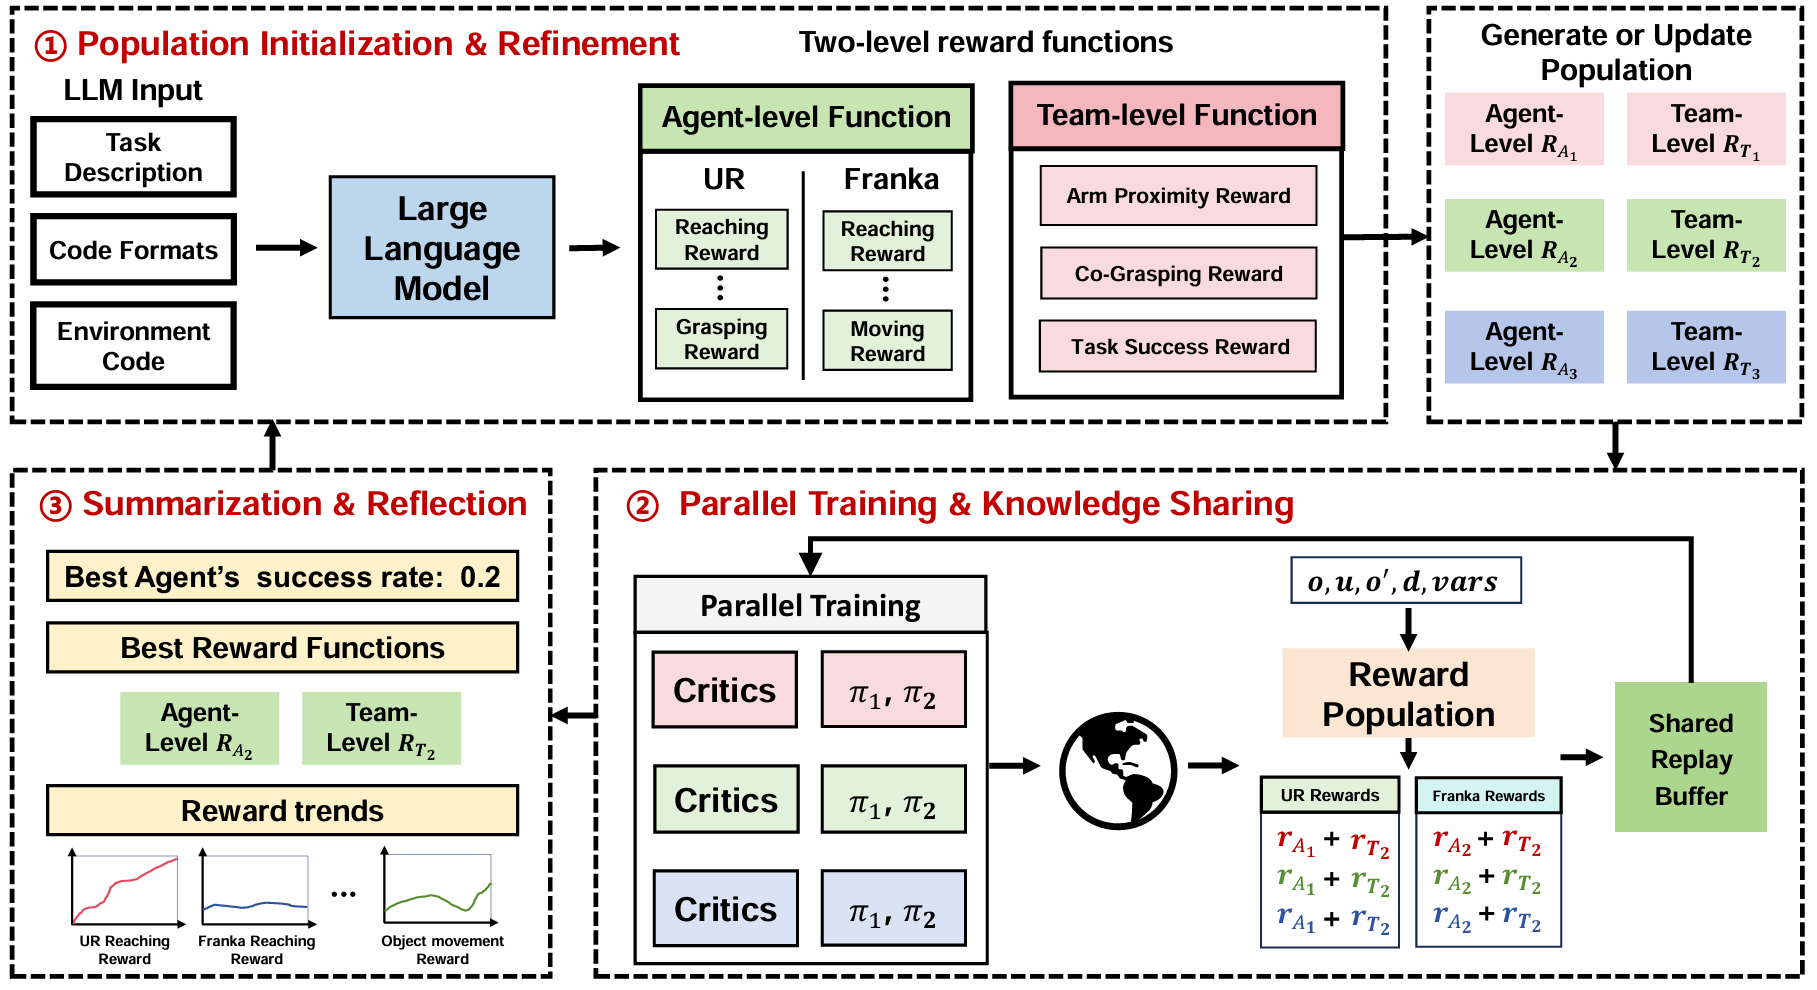 ① Population Initialization & Refinement
Two-level reward functions
LLM Input
Task
Description
Code Formats
Environment
Code
Large
Language
Model
Agent-level Function
UR
Reaching
Reward
⋮
Grasping
Reward
Franka
Reaching
Reward
⋮
Moving
Reward
Team-level Function
Arm Proximity Reward
Co-Grasping Reward
Task Success Reward
Generate or Update
Population
Agent-
Level R_{A_1}
Team-
Level R_{T_1}
Agent-
Level R_{A_2}
Team-
Level R_{T_2}
Agent-
Level R_{A_3}
Team-
Level R_{T_3}
② Parallel Training & Knowledge Sharing
Parallel Training
Critics
π₁, π₂
Critics
π₁, π₂
Critics
π₁, π₂
o, u, o′, d, vars
Reward
Population
UR Rewards
r_{A_1} + r_{T_2}
r_{A_1} + r_{T_2}
r_{A_1} + r_{T_2}
Franka Rewards
r_{A_2} + r_{T_2}
r_{A_2} + r_{T_2}
r_{A_2} + r_{T_2}
Shared
Replay
Buffer
③ Summarization & Reflection
Best Agent’s success rate: 0.2
Best Reward Functions
Agent-
Level R_{A_2}
Team-
Level R_{T_2}
Reward trends
UR Reaching
Reward
Franka Reaching
Reward
...
Object movement
Reward